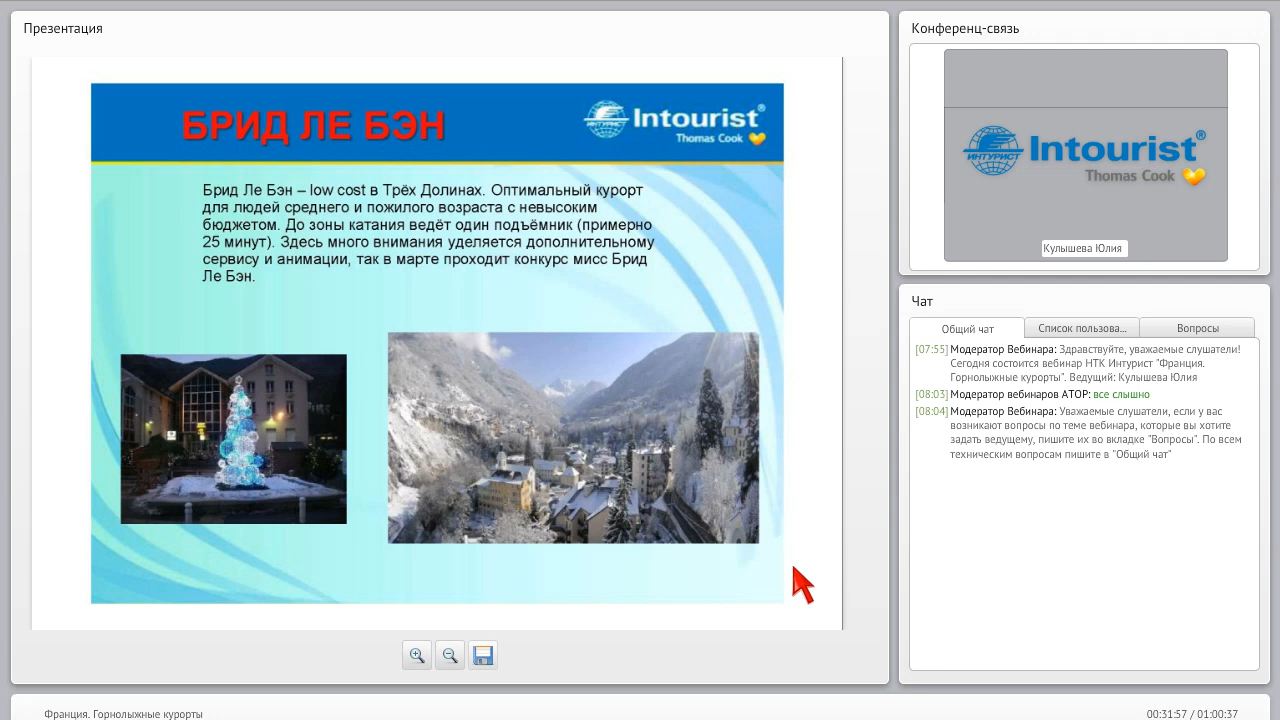 Презентация
БРИД ЛЕ БЭН
ИНТУРИСТ
Intourist®
Thomas Cook
Брид Ле Бэн – low cost в Трёх Долинах. Оптимальный курорт
для людей среднего и пожилого возраста с невысоким
бюджетом. До зоны катания ведёт один подъёмник (примерно
25 минут). Здесь много внимания уделяется дополнительному
сервису и анимации, так в марте проходит конкурс мисс Брид
Ле Бэн.
Конференц-связь
ИНТУРИСТ
Intourist®
Thomas Cook
Кулышева Юлия
Чат
Общий чат
Список пользова...
Вопросы
[07:55] Модератор Вебинара: Здравствуйте, уважаемые слушатели!
Сегодня состоится вебинар НТК Интурист "Франция.
Горнолыжные курорты". Ведущий: Кулышева Юлия
[08:03] Модератор вебинаров АТОР: все слышно
[08:04] Модератор Вебинара: Уважаемые слушатели, если у вас
возникают вопросы по теме вебинара, которые вы хотите
задать ведущему, пишите их во вкладке "Вопросы". По всем
техническим вопросам пишите в "Общий чат"
Франция. Горнолыжные курорты
00:31:57 / 01:00:37